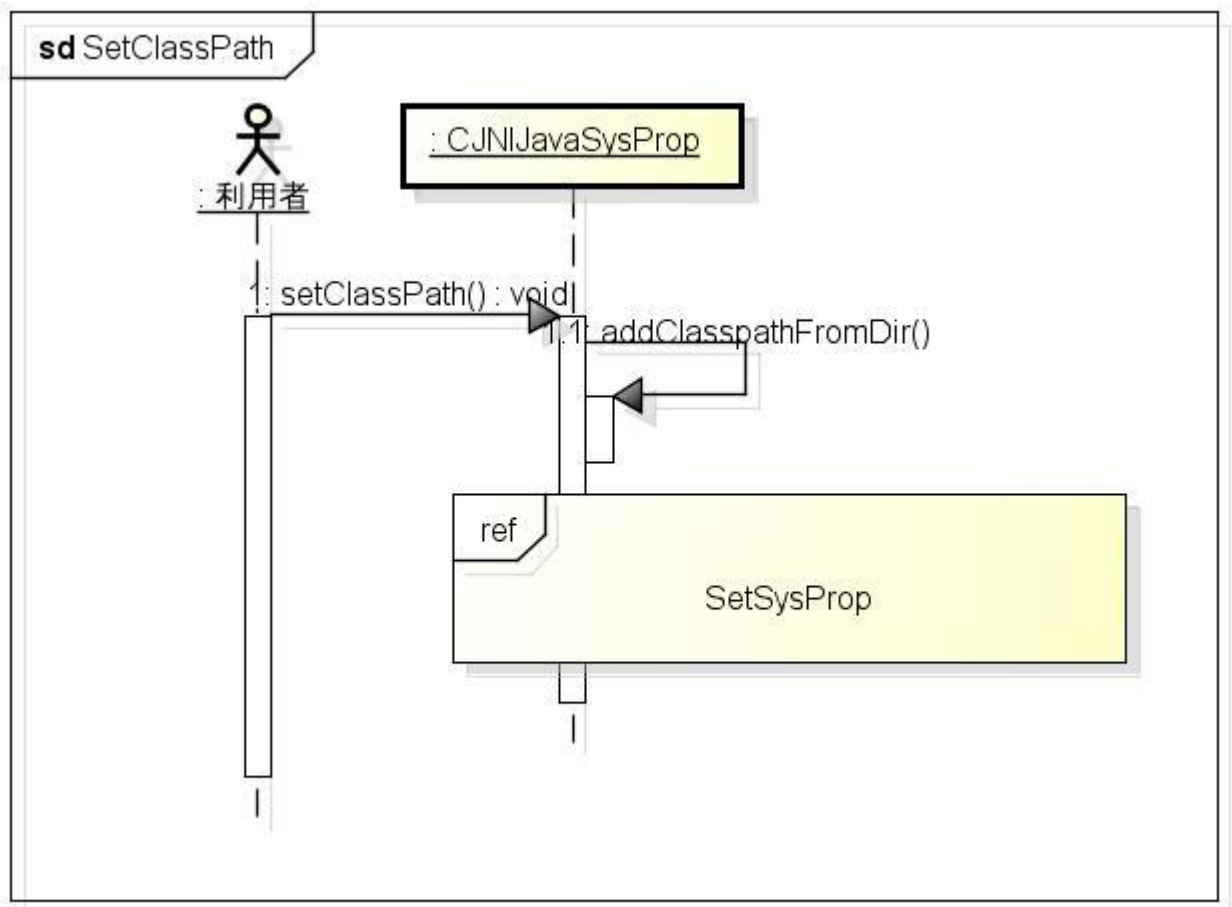 sd SetClassPath
: CJNIJavaSysProp
: 利用者
1: setClassPath() : void
1.1: addClasspathFromDir()
ref
SetSysProp